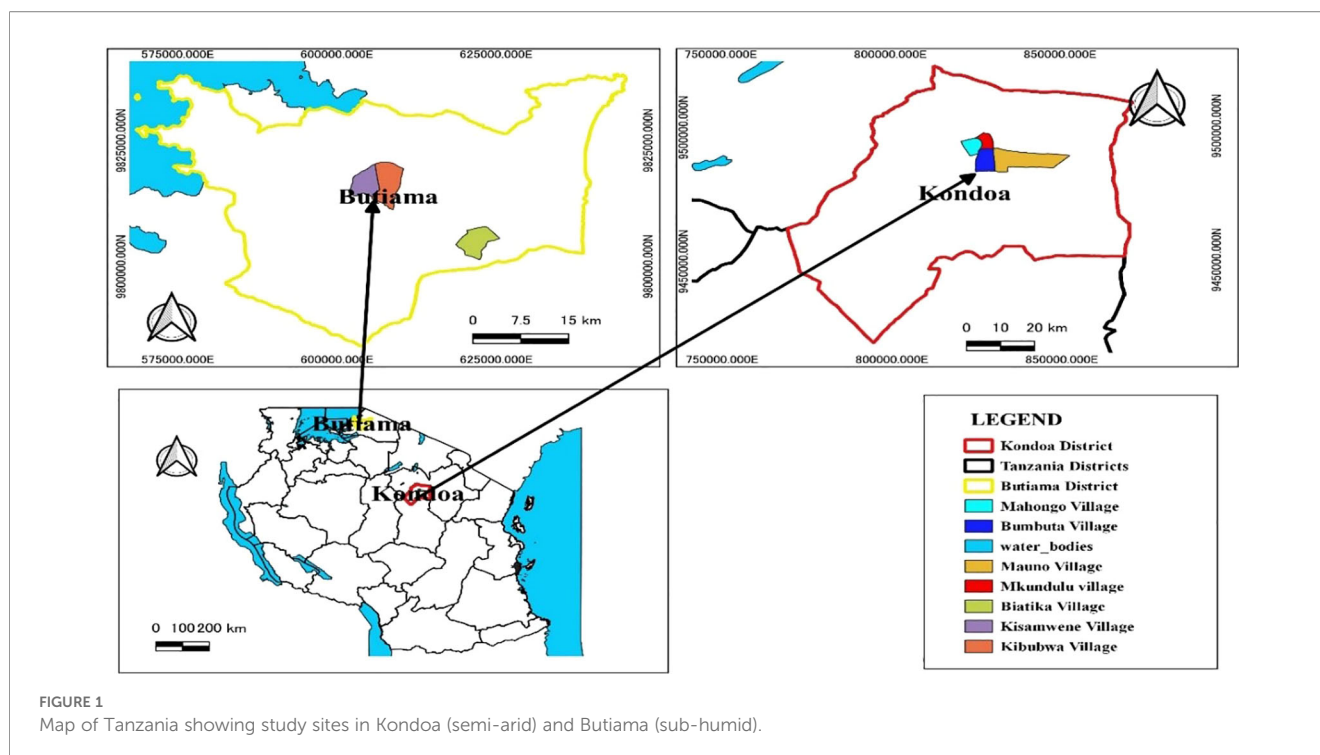 575000.000E 600000.000E 625000.000E
982500000.000N
980000000.000N
982500000.000N
980000000.000N
Butiama
0 7.5 15 km
575000.000E 600000.000E 625000.000E
750000.000E 800000.000E 850000.000E
9500000.000N
9450000.000N
9500000.000N
9450000.000N
Kondoa
0 10 20 km
750000.000E 800000.000E 850000.000E
Butiama
Kondoa
0 100200 km
LEGEND
Kondoa District
Tanzania Districts
Butiama District
Mahongo Village
Bumbuta Village
water_bodies
Mauno Village
Mkundulu village
Biatika Village
Kisamwene Village
Kibubwa Village
FIGURE 1
Map of Tanzania showing study sites in Kondoa (semi-arid) and Butiama (sub-humid).